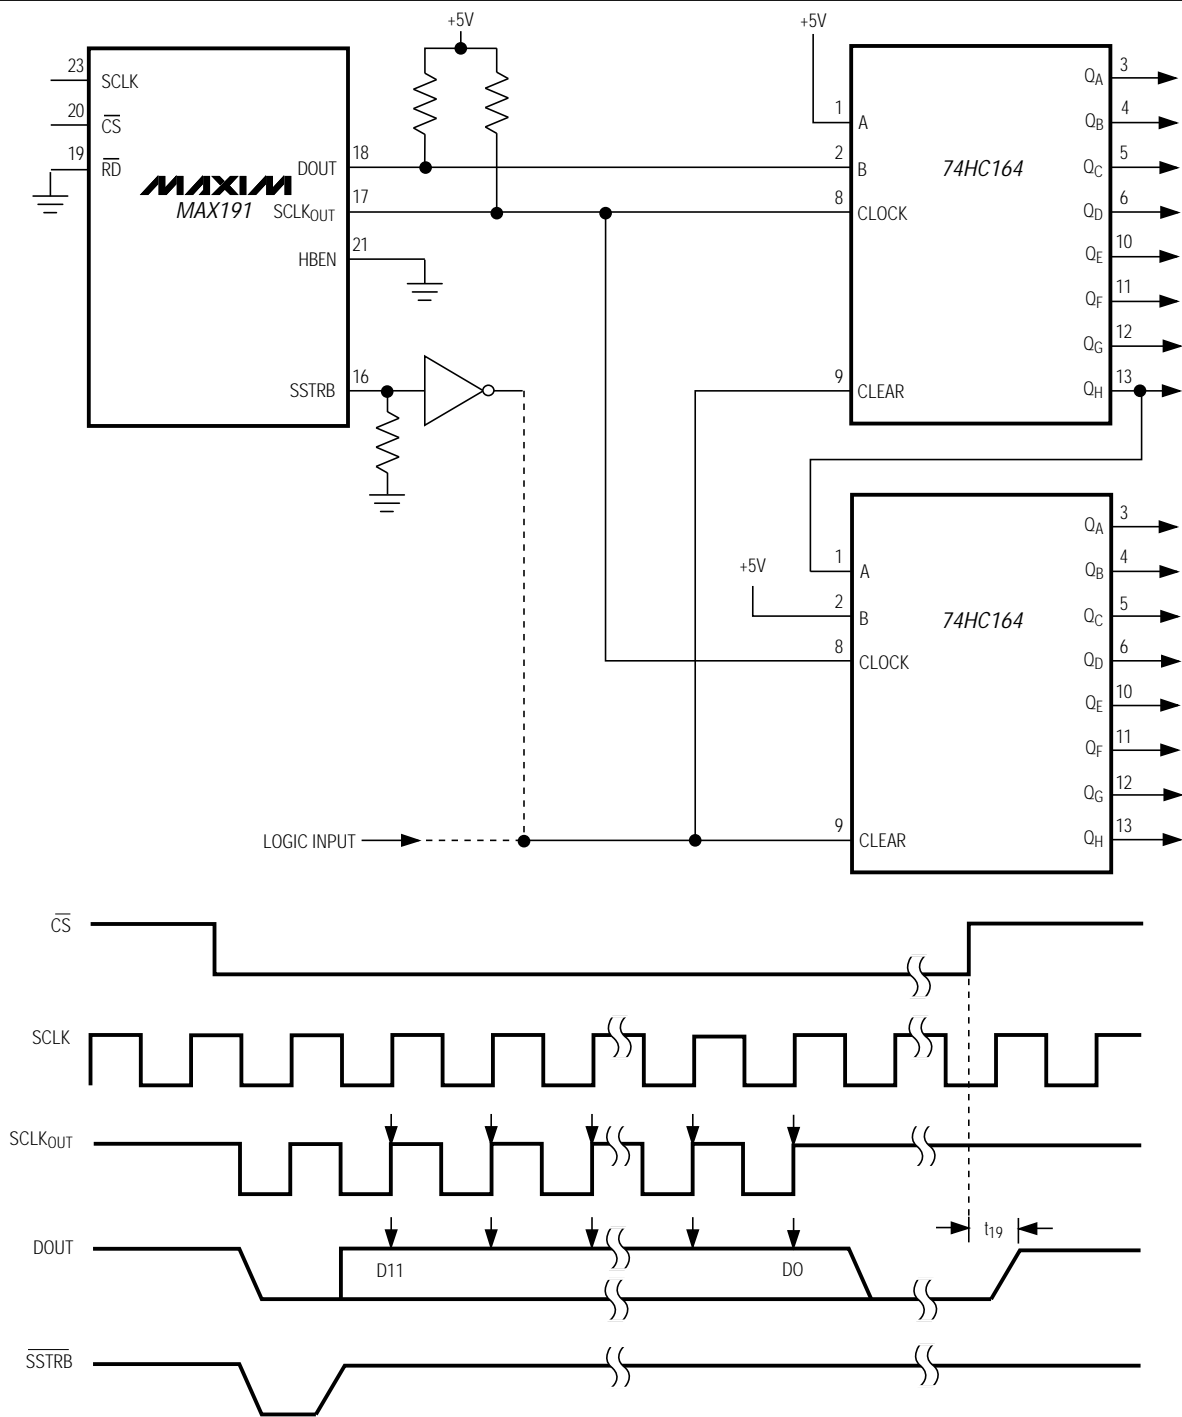 +5V
+5V
23
SCLK
20
CS
19
RD
MAXIM
MAX191
DOUT
18
SCLKOUT
17
HBEN
21
SSTRB
16
1
A
2
B
8
CLOCK
9
CLEAR
74HC164
QA
3
QB
4
QC
5
QD
6
QE
10
QF
11
QG
12
QH
13
+5V
1
A
2
B
8
CLOCK
9
CLEAR
74HC164
QA
3
QB
4
QC
5
QD
6
QE
10
QF
11
QG
12
QH
13
LOGIC INPUT
CS
SCLK
SCLKOUT
DOUT
D11
D0
t19
SSTRB